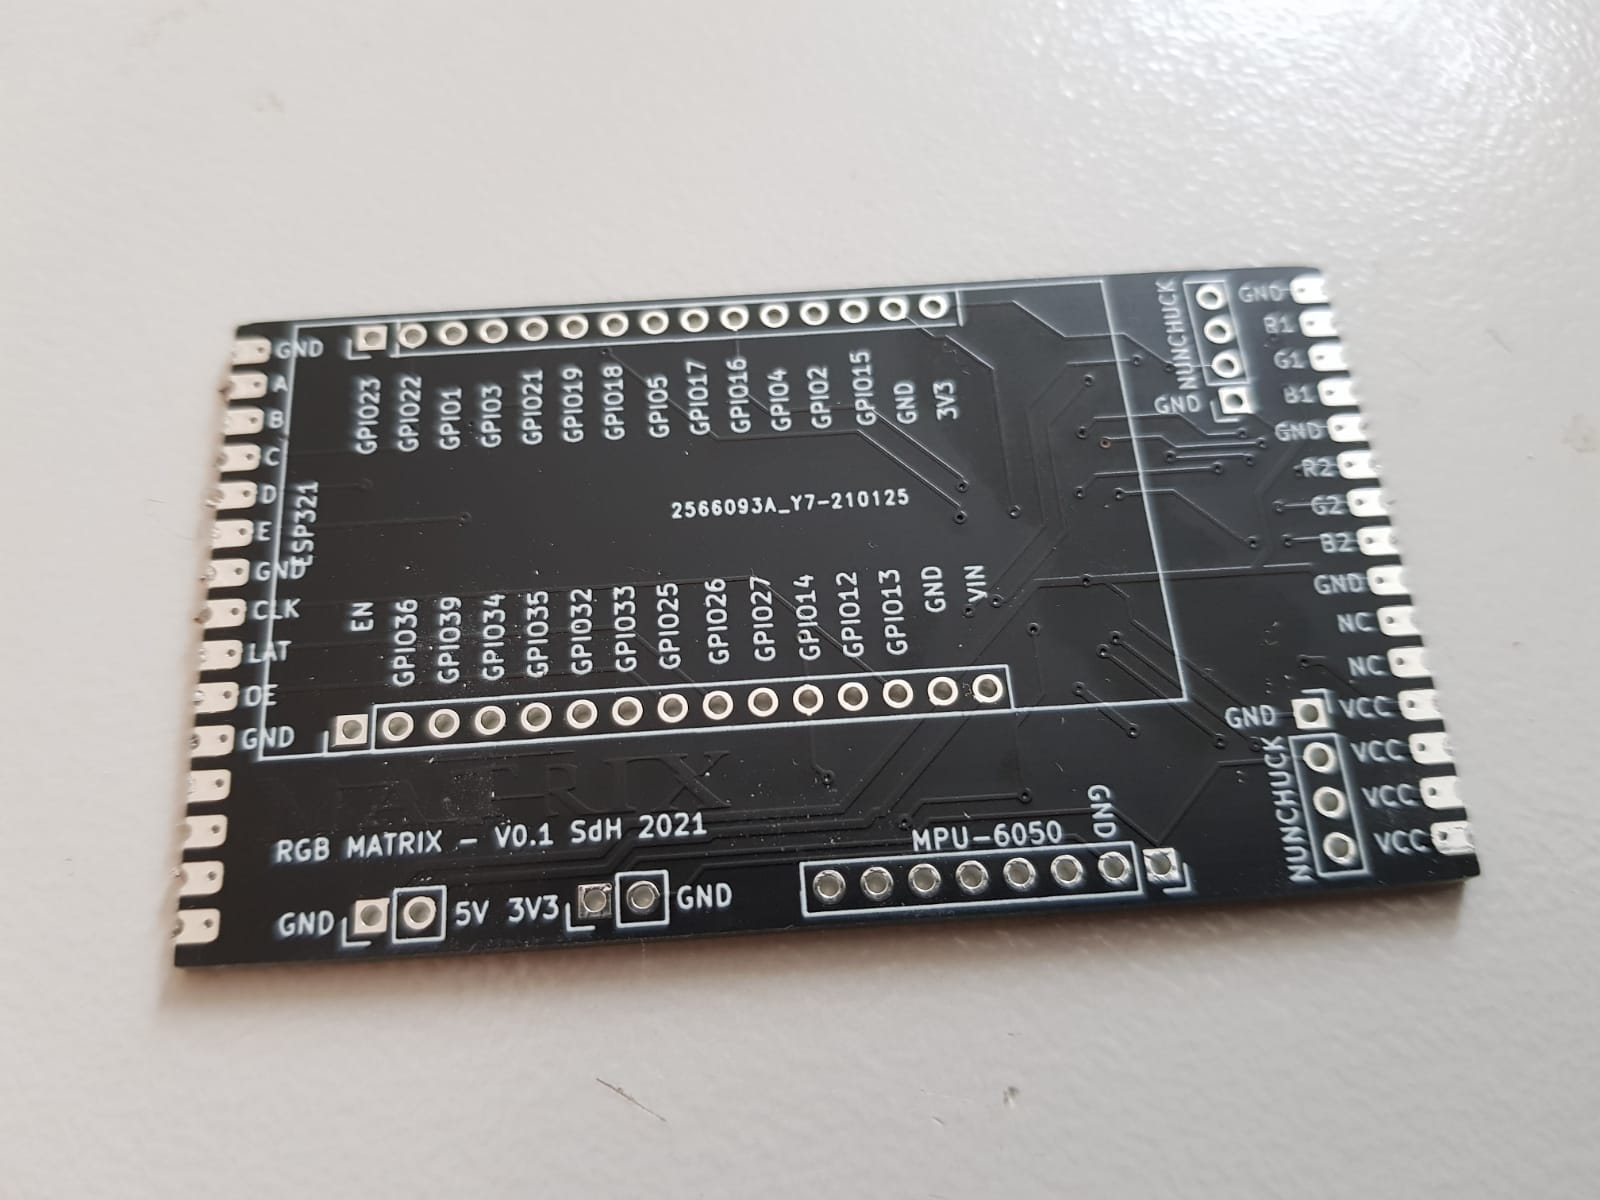 GND
A
B
C
D
E
GND
CLK
LAT
OE
GND
GPIO23
GPIO22
GPIO1
GPIO3
GPIO21
GPIO19
GPIO18
GPIO5
GPIO17
GPIO16
GPIO4
GPIO2
GPIO15
GND
3V3
ESP321
2566093A_Y7-210125
EN
GPIO36
GPIO39
GPIO34
GPIO35
GPIO32
GPIO33
GPIO25
GPIO26
GPIO27
GPIO14
GPIO12
GPIO13
GND
VIN
MATRIX
RGB MATRIX - V0.1 SdH 2021
GND
5V
3V3
GND
MPU-6050
GND
NUNCHUCK
GND
GND
NUNCHUCK
GND
R1
G1
B1
GND
R2
G2
B2
GND
NC
NC
VCC
VCC
VCC
VCC